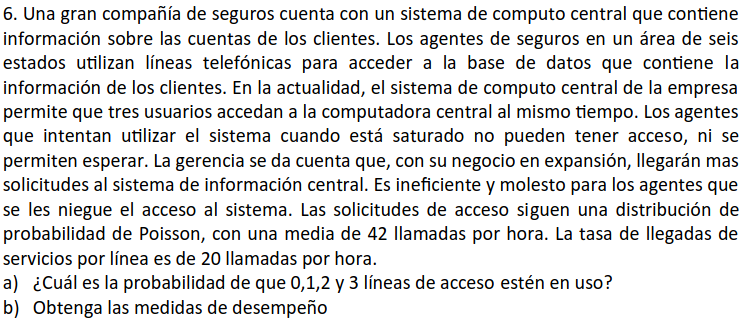 6. Una gran compañía de seguros cuenta con un sistema de computo central que contiene
información sobre las cuentas de los clientes. Los agentes de seguros en un área de seis
estados utilizan líneas telefónicas para acceder a la base de datos que contiene la
información de los clientes. En la actualidad, el sistema de computo central de la empresa
permite que tres usuarios accedan a la computadora central al mismo tiempo. Los agentes
que intentan utilizar el sistema cuando está saturado no pueden tener acceso, ni se
permiten esperar. La gerencia se da cuenta que, con su negocio en expansión, llegarán mas
solicitudes al sistema de información central. Es ineficiente y molesto para los agentes que
se les niegue el acceso al sistema. Las solicitudes de acceso siguen una distribución de
probabilidad de Poisson, con una media de 42 llamadas por hora. La tasa de llegadas de
servicios por línea es de 20 llamadas por hora.
a) ¿Cuál es la probabilidad de que 0,1,2 y 3 líneas de acceso estén en uso?
b) Obtenga las medidas de desempeño